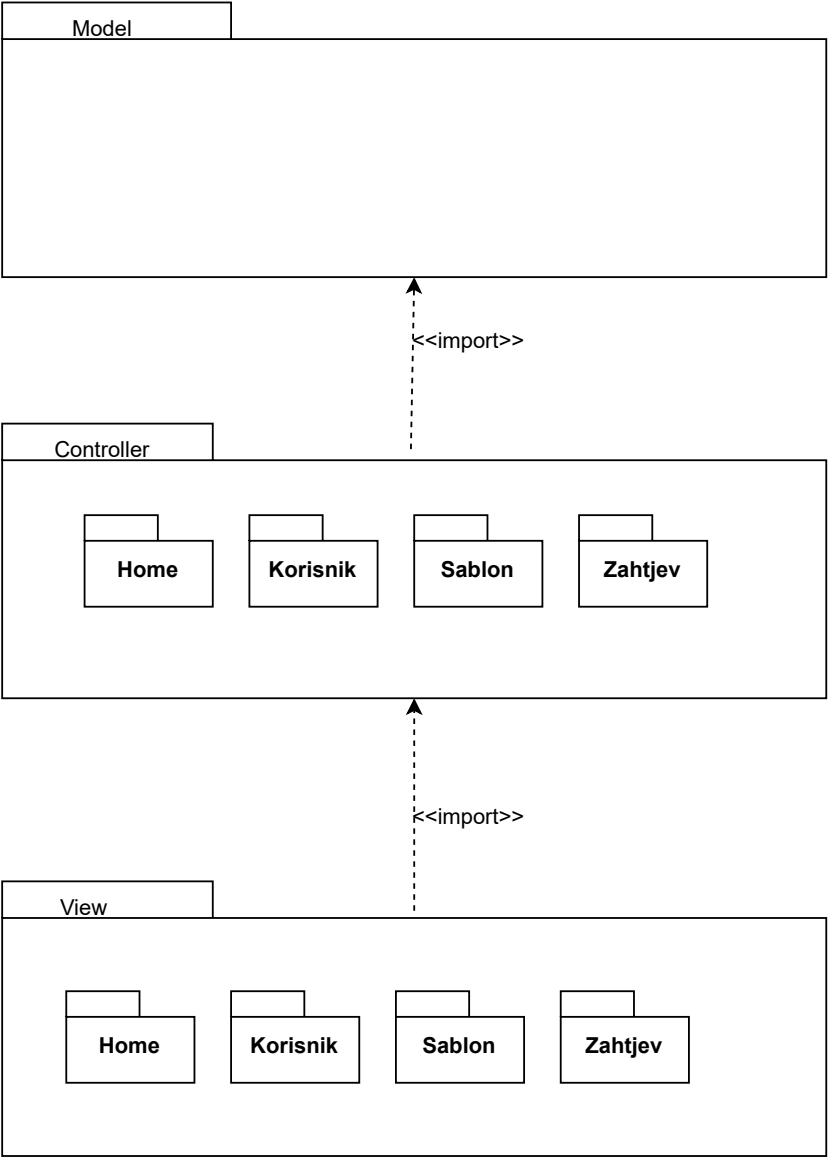 Model
<<import>>
Controller
Home
Korisnik
Sablon
Zahtjev
<<import>>
View
Home
Korisnik
Sablon
Zahtjev